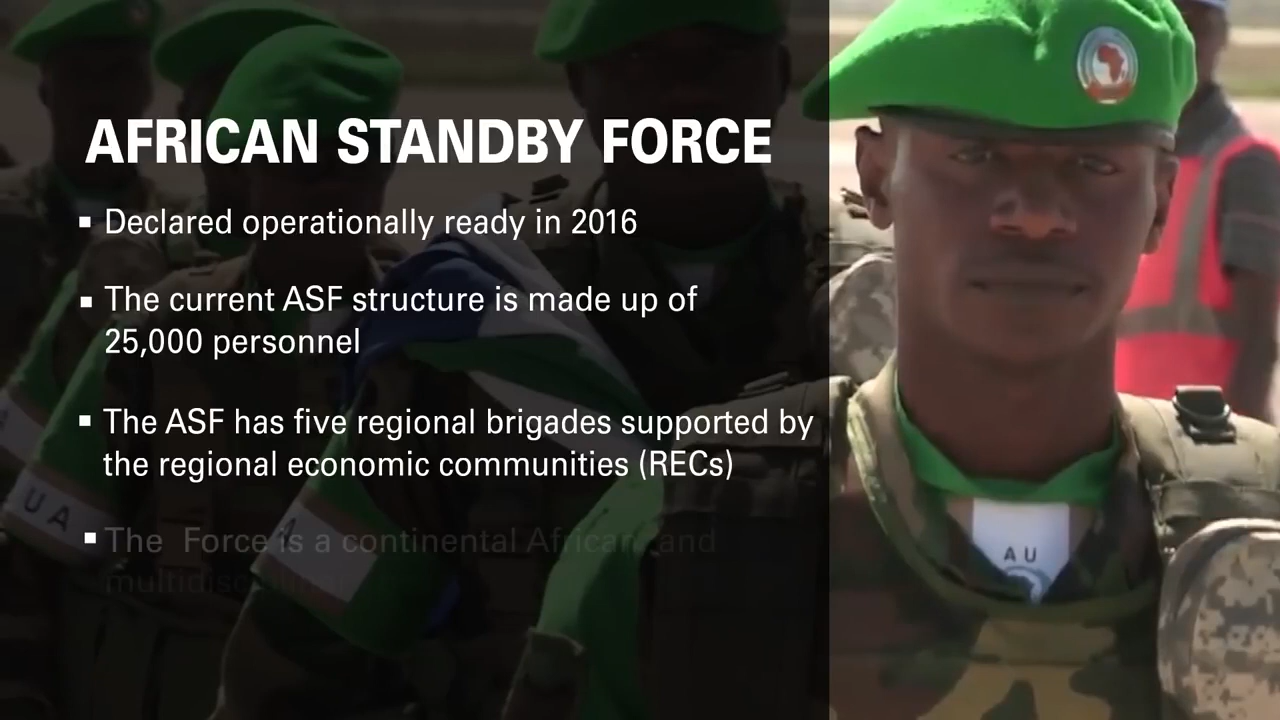 AFRICAN STANDBY FORCE
▪ Declared operationally ready in 2016
▪ The current ASF structure is made up of
25,000 personnel
▪ The ASF has five regional brigades supported by
the regional economic communities (RECs)
▪ The Force is a continental African, and
U A
A U